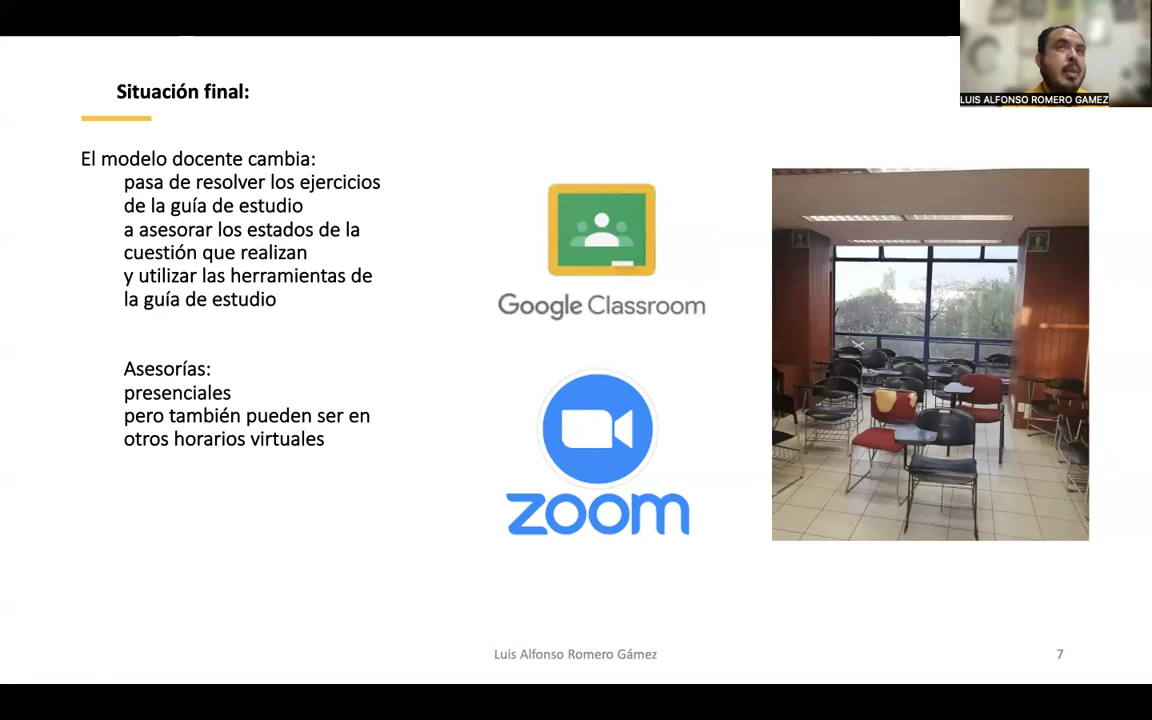 LUIS ALFONSO ROMERO GAMEZ
Situación final:
El modelo docente cambia:
pasa de resolver los ejercicios
de la guía de estudio
a asesorar los estados de la
cuestión que realizan
y utilizar las herramientas de
la guía de estudio
Asesorías:
presenciales
pero también pueden ser en
otros horarios virtuales
Google Classroom
zoom
Luis Alfonso Romero Gámez
7